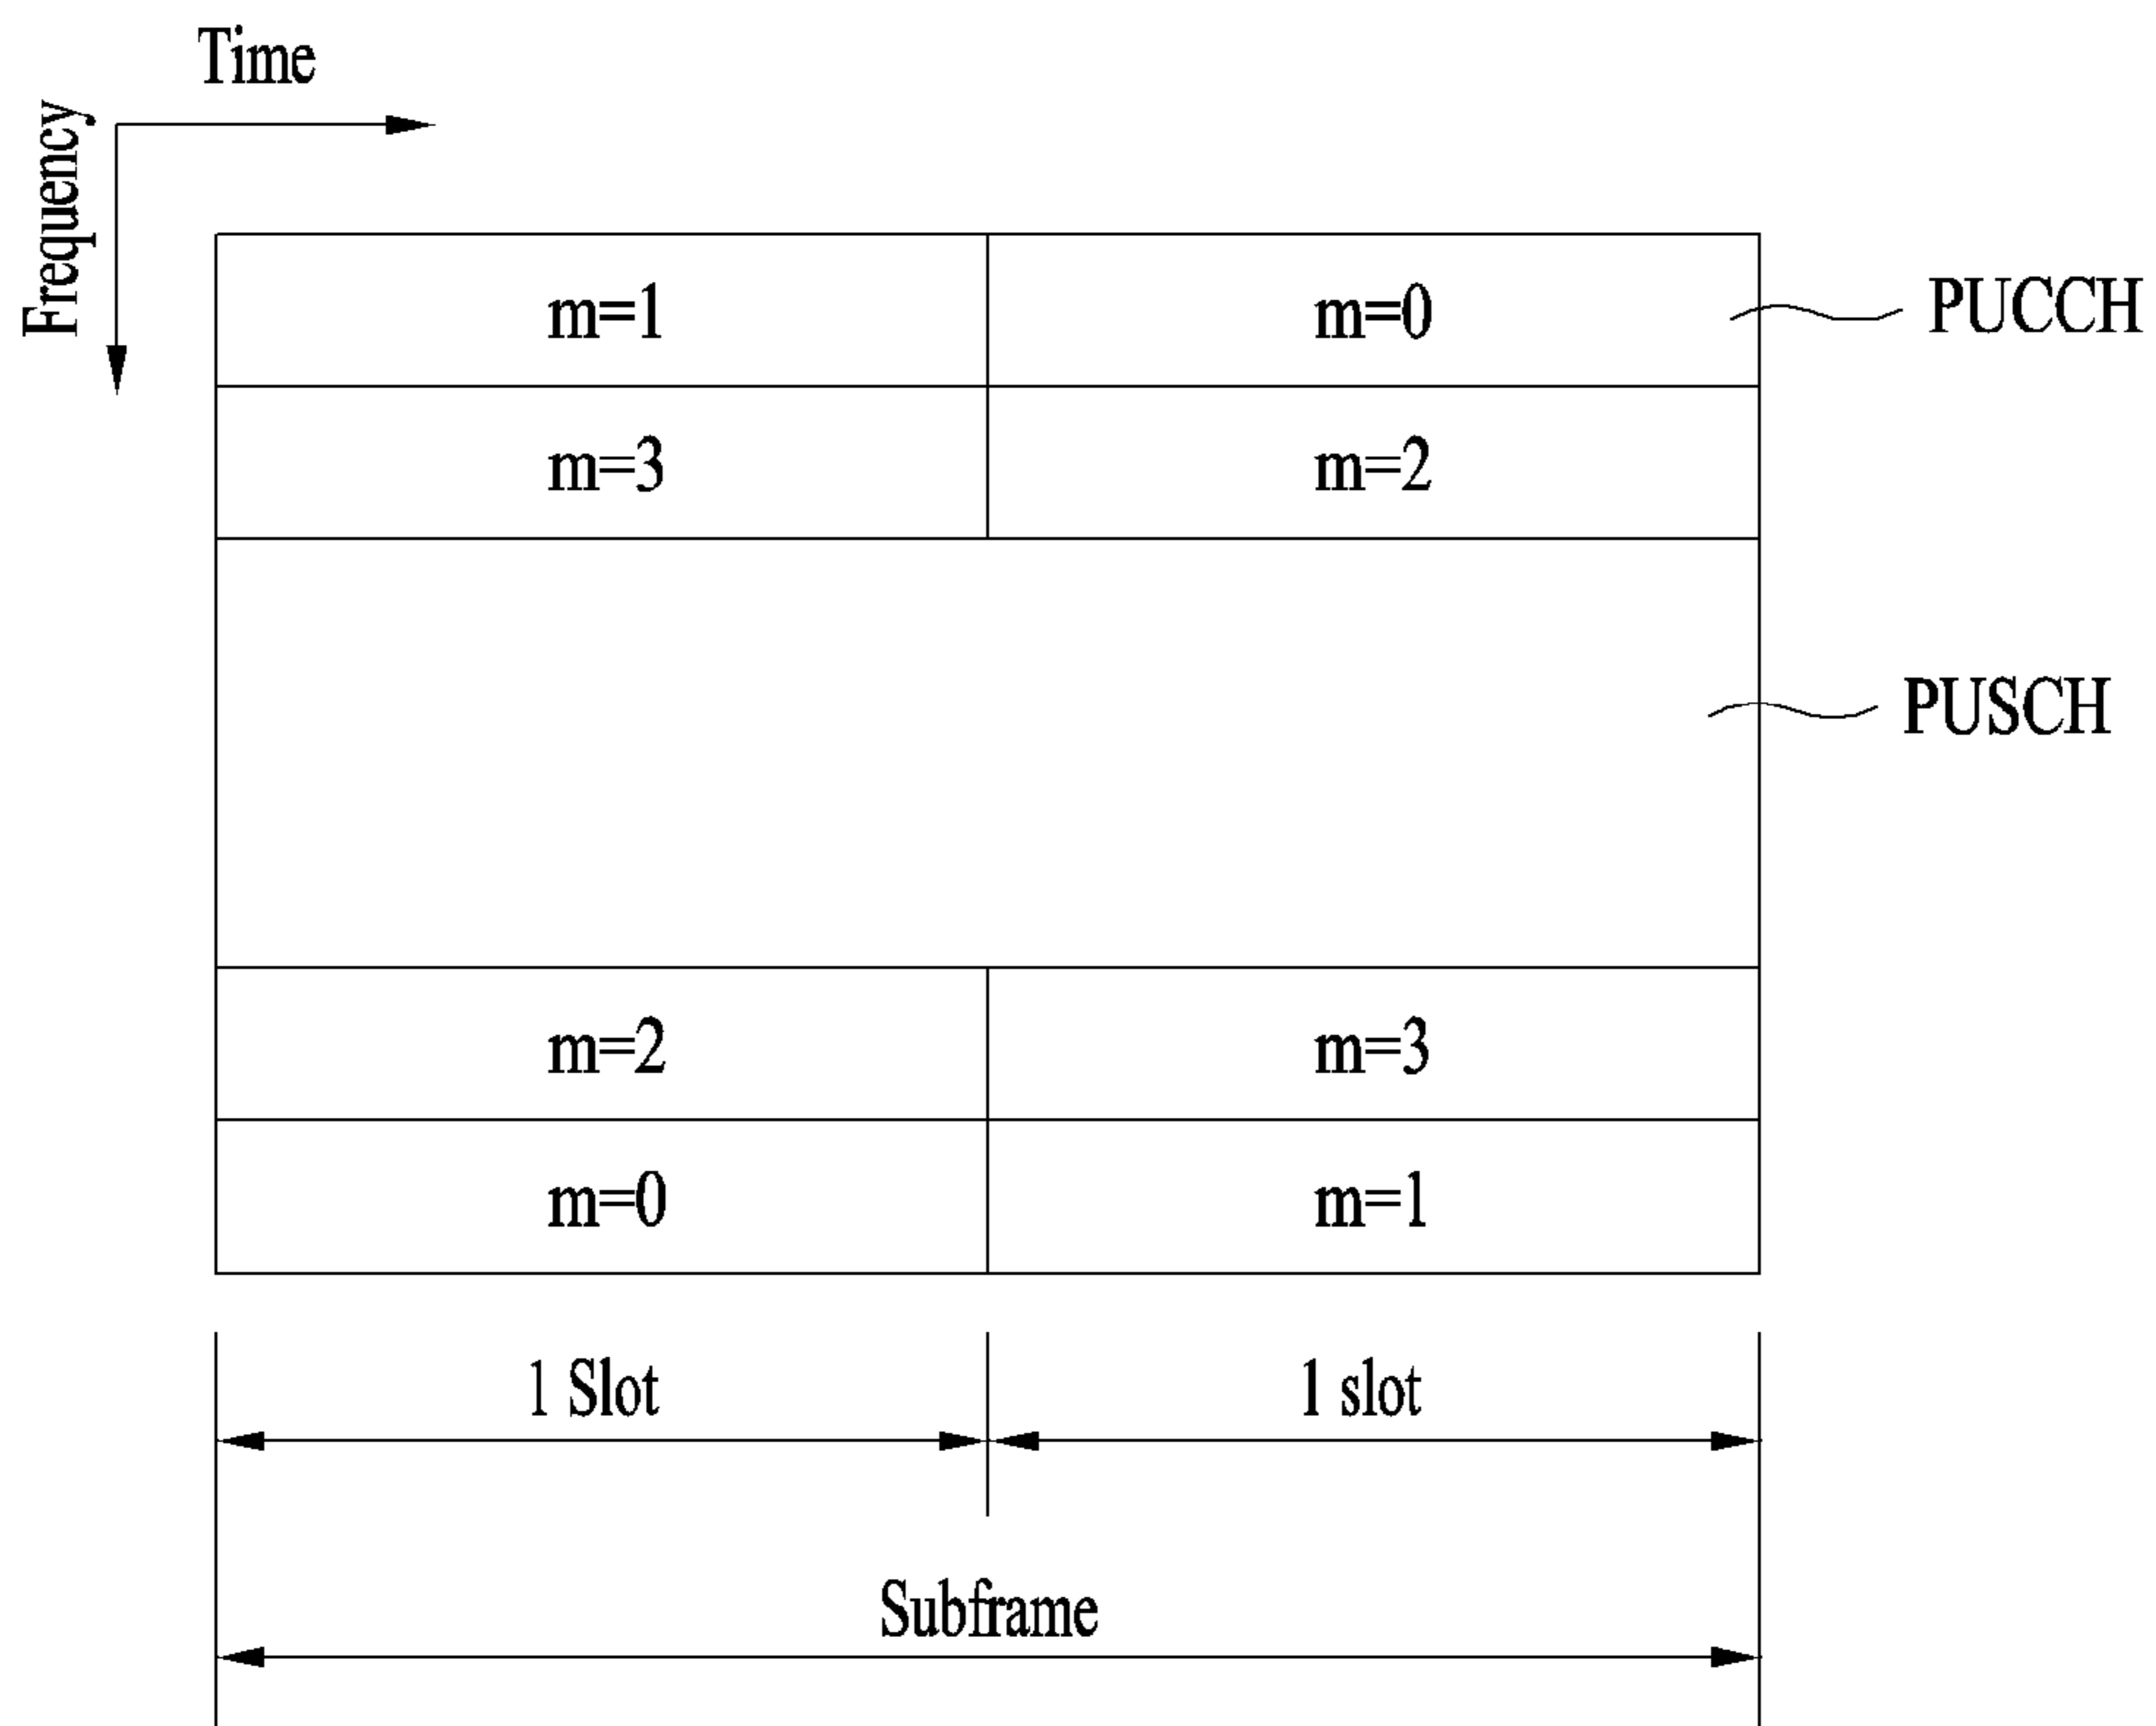 Time
Frequency
m=1
m=0
PUCCH
m=3
m=2
PUSCH
m=2
m=3
m=0
m=1
1 Slot
1 slot
Subframe